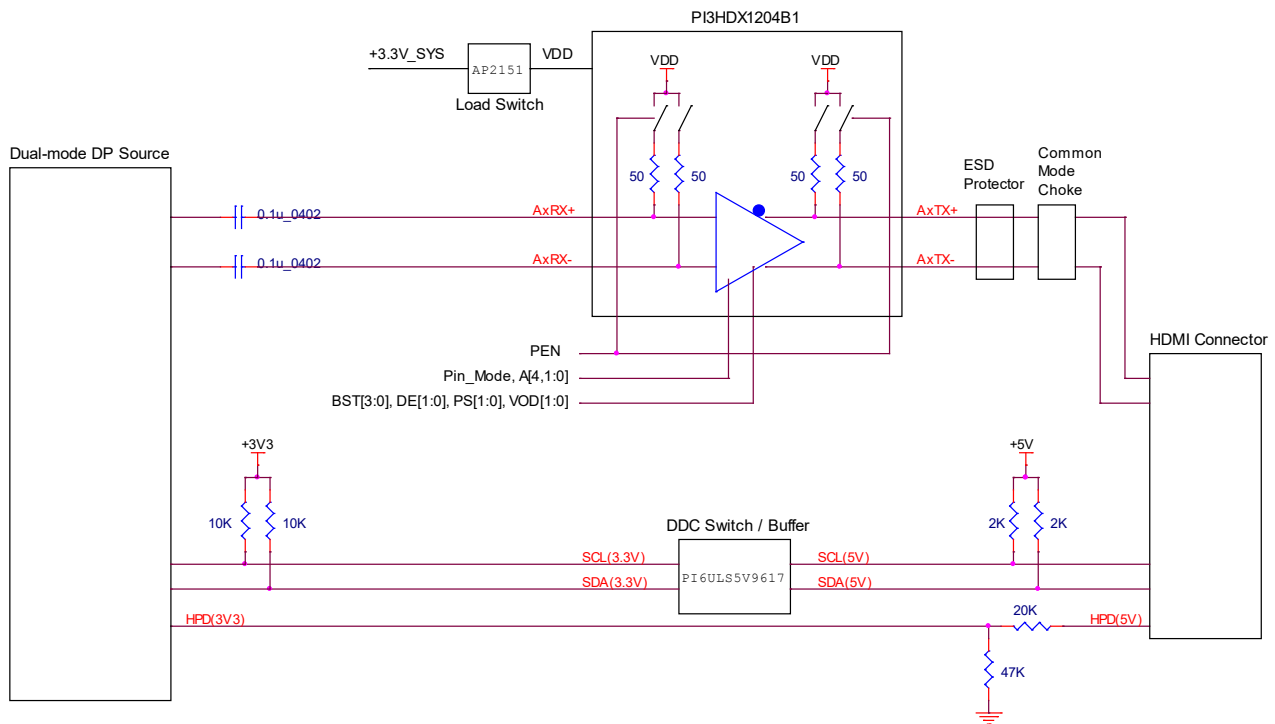 PI3HDX1204B1
+3.3V_SYS
VDD
AP2151
Load Switch
VDD
VDD
Dual-mode DP Source
50
50
50
50
ESD
Protector
Common
Mode
Choke
0.1u_0402
AxRX+
AxTX+
0.1u_0402
AxRX-
AxTX-
PEN
HDMI Connector
Pin_Mode, A[4,1:0]
BST[3:0], DE[1:0], PS[1:0], VOD[1:0]
+3V3
+5V
10K
10K
DDC Switch / Buffer
2K
2K
SCL(3.3V)
SCL(5V)
PI6ULS5V9617
SDA(3.3V)
SDA(5V)
HPD(3V3)
20K
HPD(5V)
47K